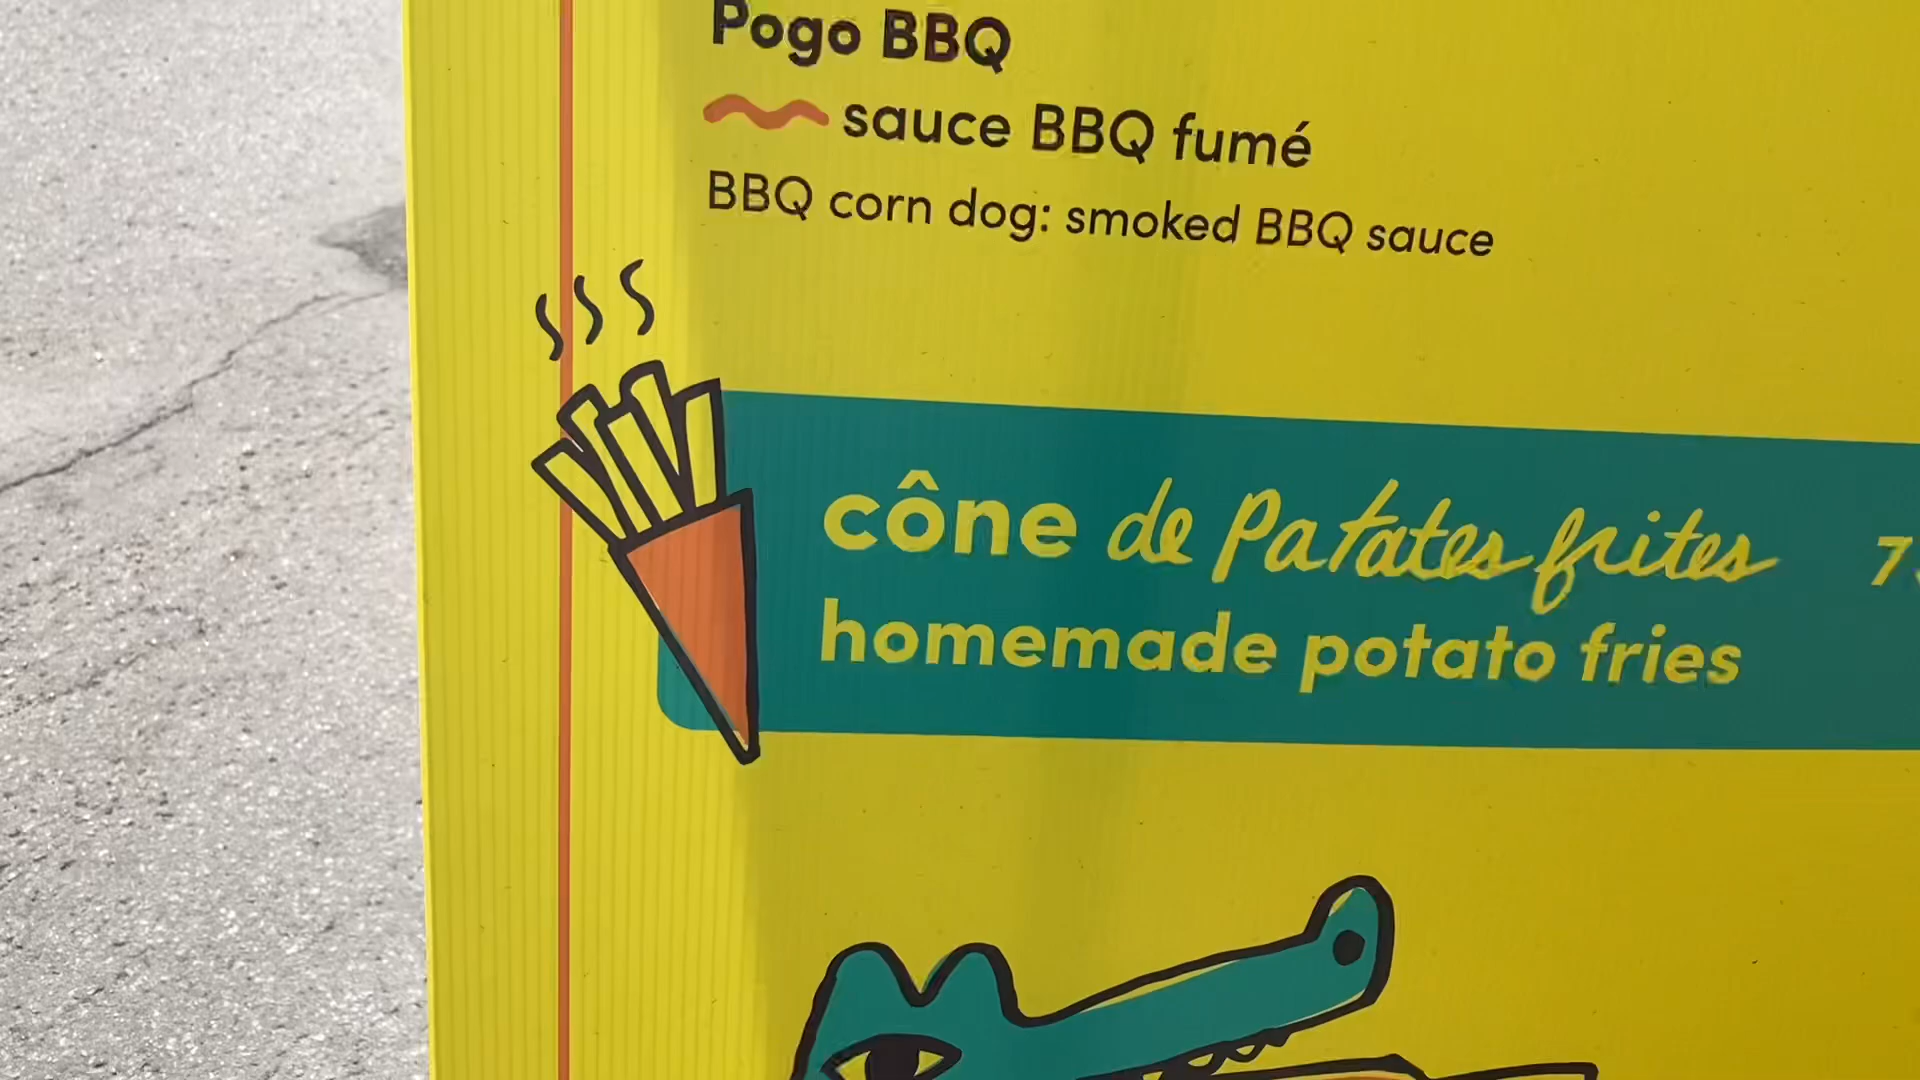 Pogo BBQ
sauce BBQ fumé
BBQ corn dog: smoked BBQ sauce
cône de patates frites
homemade potato fries